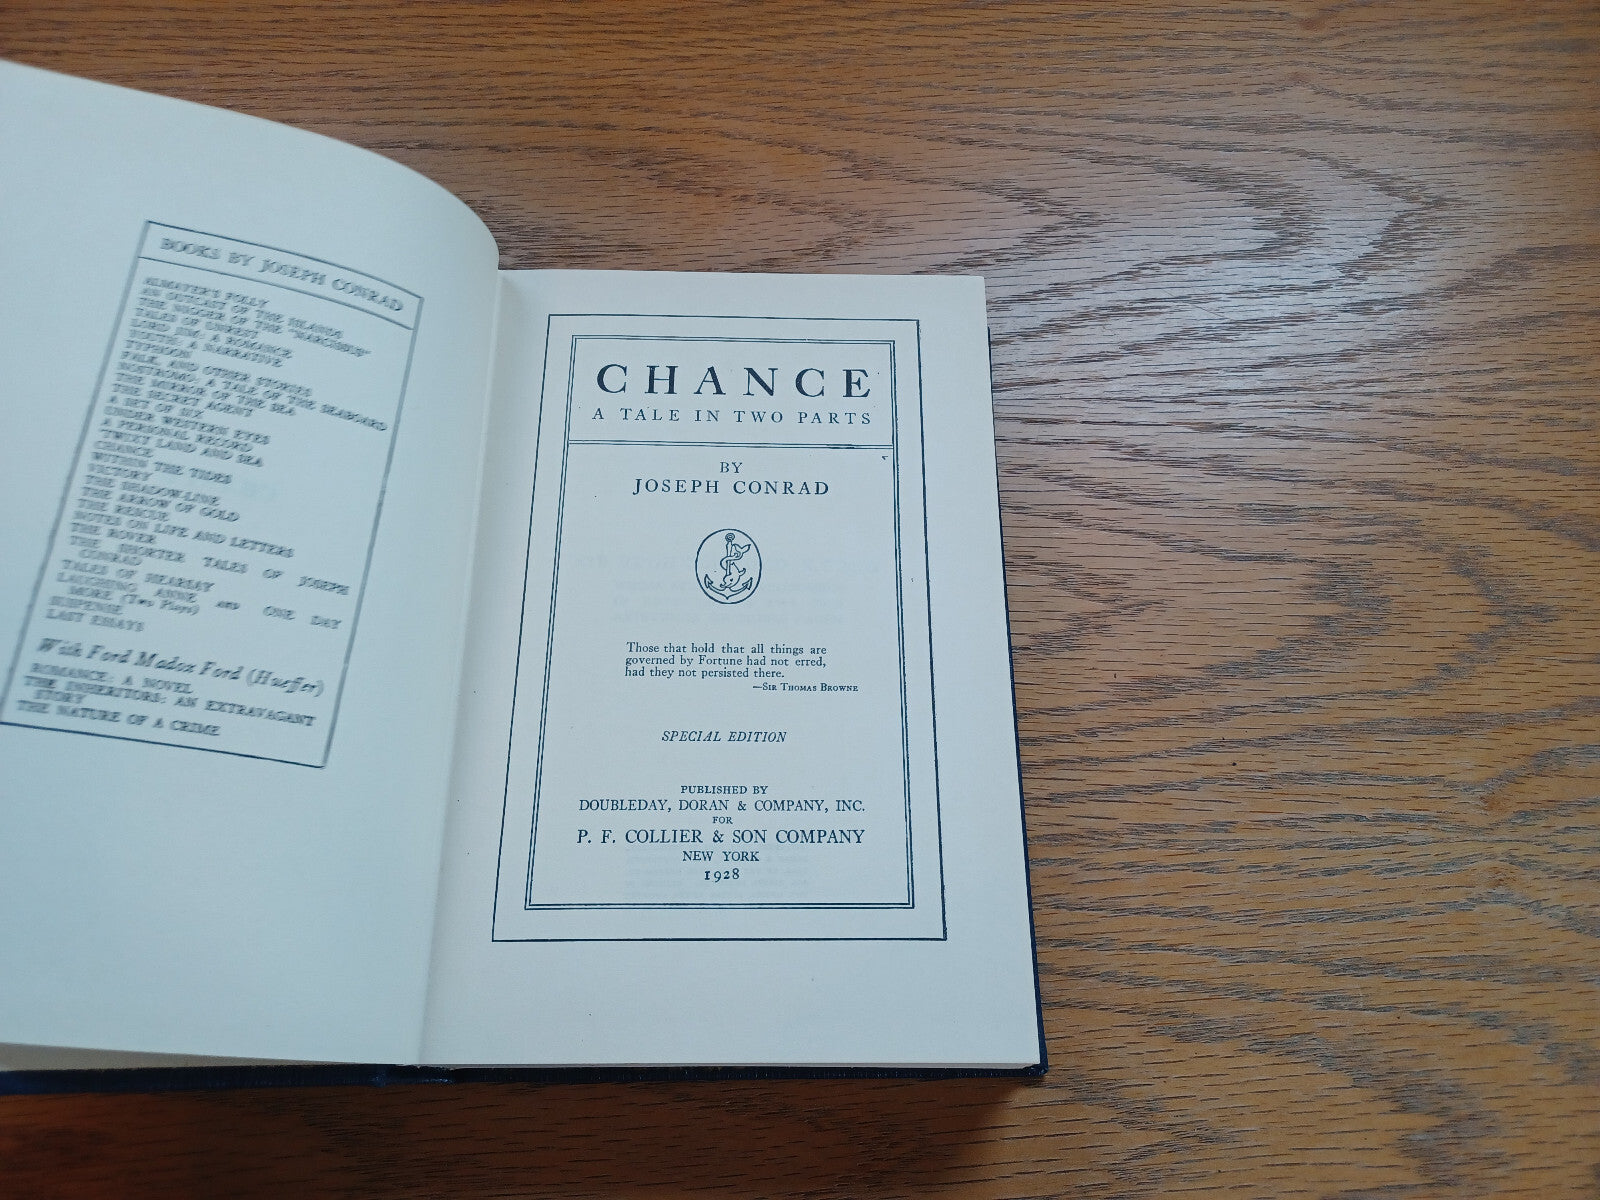 BOOKS BY JOSEPH CONRAD
ALMAYER'S FOLLY
AN OUTCAST OF THE ISLANDS
THE NIGGER OF THE "NARCISSUS"
TALES OF UNREST
LORD JIM: A ROMANCE
YOUTH: A NARRATIVE
TYPHOON
FALK, AND OTHER STORIES
NOSTROMO: A TALE OF THE SEABOARD
THE MIRROR OF THE SEA
THE SECRET AGENT
A SET OF SIX
UNDER WESTERN EYES
A PERSONAL RECORD
'TWIXT LAND AND SEA
CHANCE
WITHIN THE TIDES
VICTORY
THE SHADOW-LINE
THE ARROW OF GOLD
THE RESCUE
NOTES ON LIFE AND LETTERS
THE ROVER
THE SHORTER TALES OF JOSEPH
CONRAD
TALES OF HEARSAY
LAUGHING ANNE AND ONE DAY
MORE (Two Plays)
SUSPENSE
LAST ESSAYS
With Ford Madox Ford (Hueffer)
ROMANCE: A NOVEL
THE INHERITORS: AN EXTRAVAGANT
STORY
THE NATURE OF A CRIME
CHANCE
A TALE IN TWO PARTS
BY
JOSEPH CONRAD
Those that hold that all things are
governed by Fortune had not erred,
had they not persisted there.
—Sir Thomas Browne
SPECIAL EDITION
PUBLISHED BY
DOUBLEDAY, DORAN & COMPANY, INC.
FOR
P. F. COLLIER & SON COMPANY
NEW YORK
1928